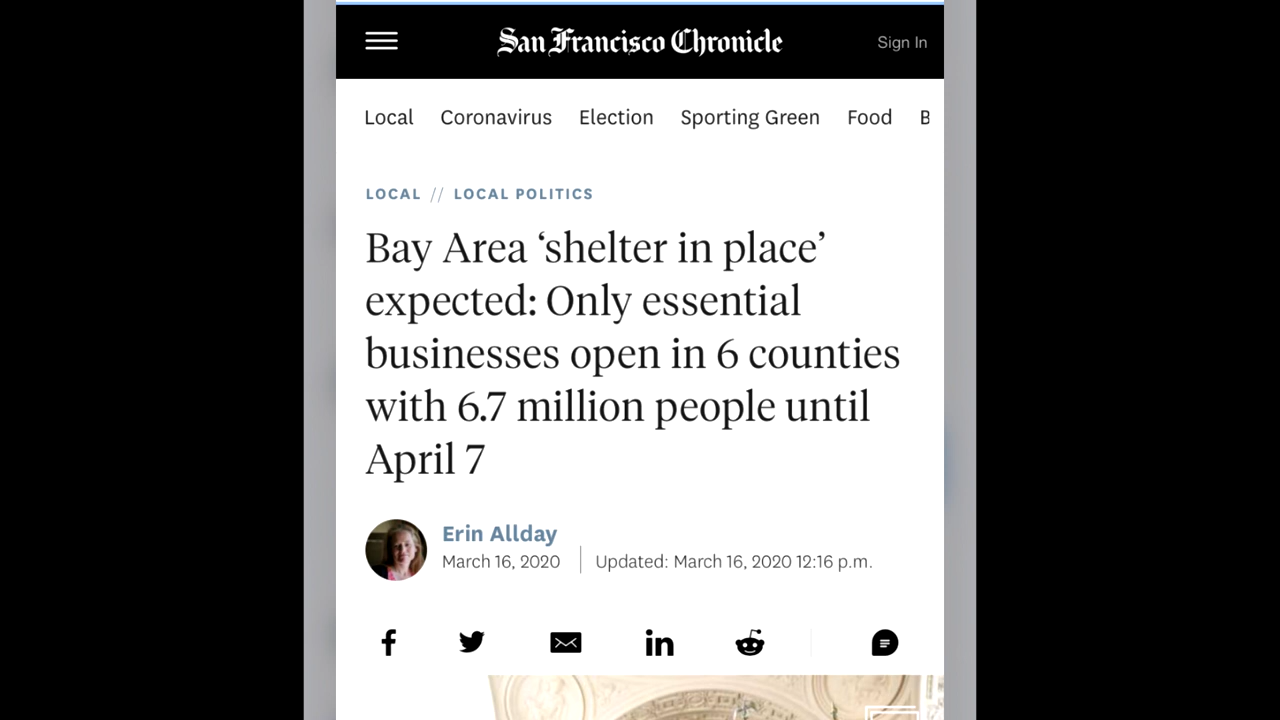 San Francisco Chronicle
Sign In
Local Coronavirus Election Sporting Green Food B
LOCAL // LOCAL POLITICS
Bay Area ‘shelter in place’
expected: Only essential
businesses open in 6 counties
with 6.7 million people until
April 7
Erin Allday
March 16, 2020 | Updated: March 16, 2020 12:16 p.m.